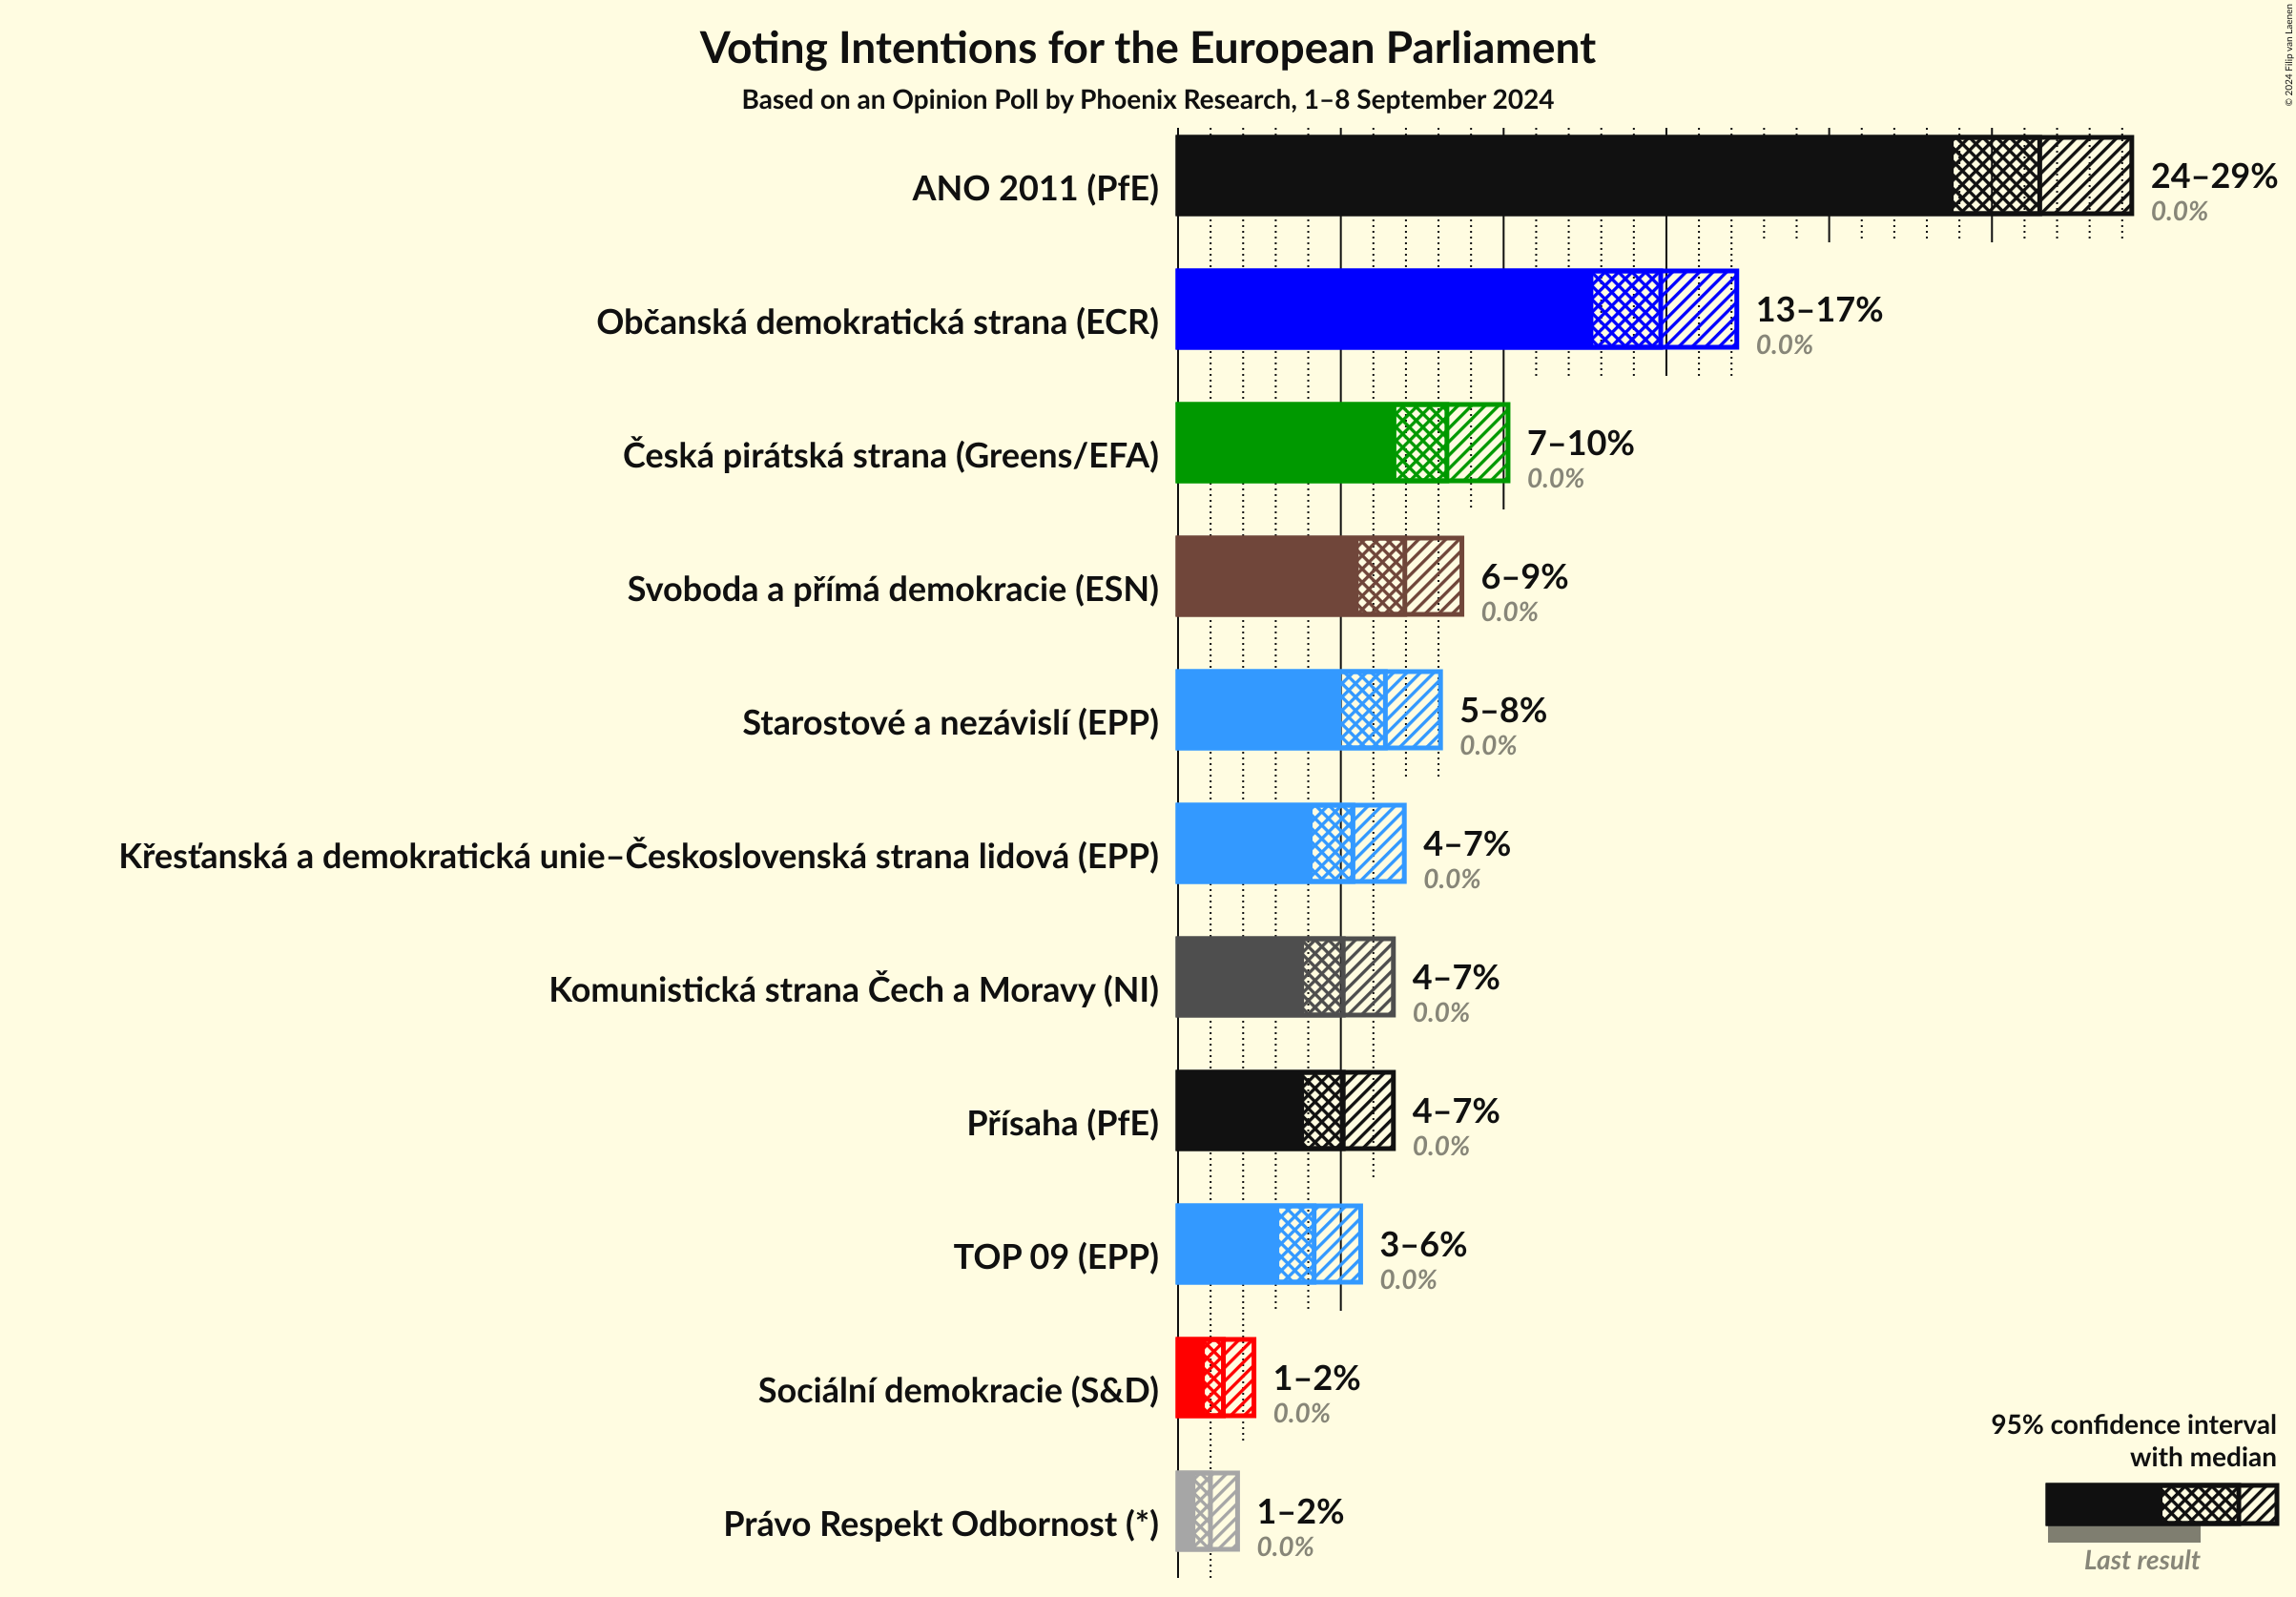 Voting Intentions for the European Parliament
Based on an Opinion Poll by Phoenix Research, 1–8 September 2024
© 2024 Filip van Laenen
ANO 2011 (PfE)
24–29%
0.0%
Občanská demokratická strana (ECR)
13–17%
0.0%
Česká pirátská strana (Greens/EFA)
7–10%
0.0%
Svoboda a přímá demokracie (ESN)
6–9%
0.0%
Starostové a nezávislí (EPP)
5–8%
0.0%
Křesťanská a demokratická unie–Československá strana lidová (EPP)
4–7%
0.0%
Komunistická strana Čech a Moravy (NI)
4–7%
0.0%
Přísaha (PfE)
4–7%
0.0%
TOP 09 (EPP)
3–6%
0.0%
Sociální demokracie (S&D)
1–2%
0.0%
Právo Respekt Odbornost (*)
1–2%
0.0%
95% confidence interval
with median
Last result